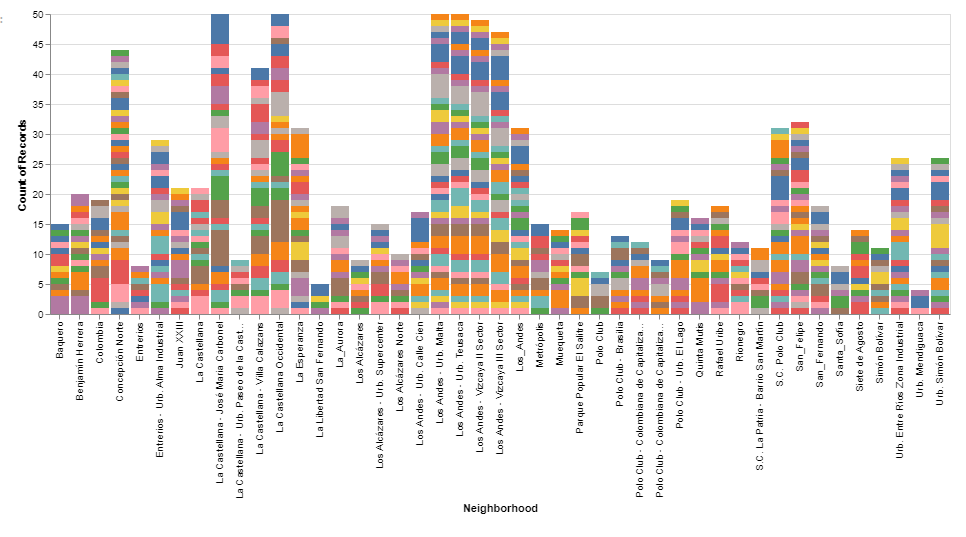 :
Count of Records
50
45
40
35
30
25
20
15
10
5
0
Baquero
Benjamin Herrera
Colombia
Concepción Norte
Entrerios
Entrerios - Urb. Alma Industrial
Juan XXIII
La Castellana
La Castellana - José María Carbonel
La Castellana - Urb. Paseo de la Cast...
La Castellana - Villa Calazans
La Castellana Occidental
La Esperanza
La Libertad San Fernando
La_Aurora
Los Alcázares
Los Alcázares - Urb. Supercenter
Los Alcázares Norte
Los Andes - Urb. Calle Cien
Los Andes - Urb. Malta
Los Andes - Urb. Teusaca
Los Andes - Vizcaya II Sector
Los Andes - Vizcaya III Sector
Los_Andes
Metrópolis
Muequeta
Parque Popular El Salitre
Polo Club
Polo Club - Brasilia
Polo Club - Colombiana de Capitaliza...
Polo Club - Colombiana de Capitaliza...
Polo Club - Urb. El Lago
Quinta Mutis
Rafael Uribe
Rionegro
S.C. La Patria - Barrio San Martín
S.C. Polo Club
San_Felipe
San_Fernando
Santa_Sofía
Siete de Agosto
Simón Bolívar
Urb. Entre Ríos Zona Industrial
Urb. Mendiguaca
Urb. Simón Bolívar
Neighborhood